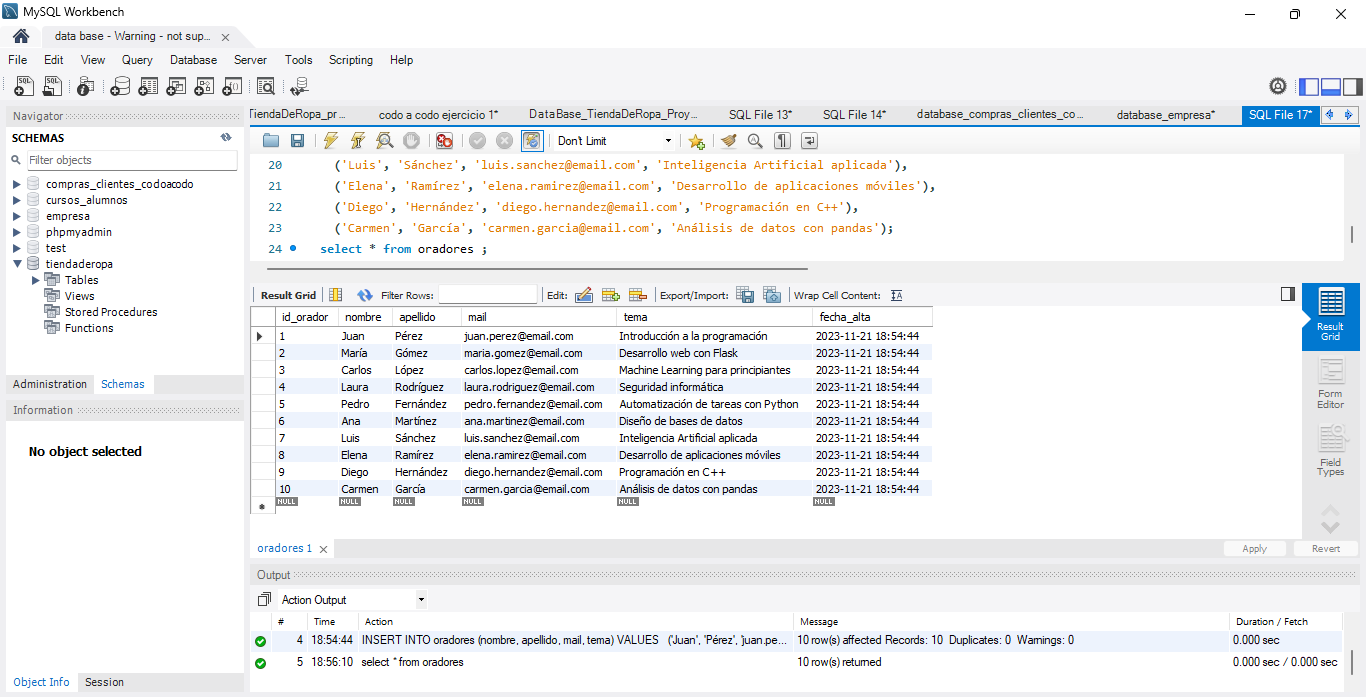 MySQL Workbench
data base - Warning - not sup...
File Edit View Query Database Server Tools Scripting Help
Navigator
SCHEMAS
Filter objects
compras_clientes_codoacodo
cursos_alumnos
empresa
phpmyadmin
test
tiendaderopa
Tables
Views
Stored Procedures
Functions
Administration Schemas
Information
No object selected
Object Info Session
TiendaDeRopa_pr... codo a codo ejercicio 1* DataBase_TiendaDeRopa_Proy... SQL File 13* SQL File 14* database_compras_clientes_co... database_empresa* SQL File 17*
Don't Limit
20 ('Luis', 'Sánchez', 'luis.sanchez@email.com', 'Inteligencia Artificial aplicada'),
21 ('Elena', 'Ramírez', 'elena.ramirez@email.com', 'Desarrollo de aplicaciones móviles'),
22 ('Diego', 'Hernández', 'diego.hernandez@email.com', 'Programación en C++'),
23 ('Carmen', 'García', 'carmen.garcia@email.com', 'Análisis de datos con pandas');
24 select * from oradores ;
Result Grid Filter Rows: Edit: Export/Import: Wrap Cell Content:
id_orador nombre apellido mail tema fecha_alta
1 Juan Pérez juan.perez@email.com Introducción a la programación 2023-11-21 18:54:44
2 María Gómez maria.gomez@email.com Desarrollo web con Flask 2023-11-21 18:54:44
3 Carlos López carlos.lopez@email.com Machine Learning para principiantes 2023-11-21 18:54:44
4 Laura Rodríguez laura.rodriguez@email.com Seguridad informática 2023-11-21 18:54:44
5 Pedro Fernández pedro.fernandez@email.com Automatización de tareas con Python 2023-11-21 18:54:44
6 Ana Martínez ana.martinez@email.com Diseño de bases de datos 2023-11-21 18:54:44
7 Luis Sánchez luis.sanchez@email.com Inteligencia Artificial aplicada 2023-11-21 18:54:44
8 Elena Ramírez elena.ramirez@email.com Desarrollo de aplicaciones móviles 2023-11-21 18:54:44
9 Diego Hernández diego.hernandez@email.com Programación en C++ 2023-11-21 18:54:44
10 Carmen García carmen.garcia@email.com Análisis de datos con pandas 2023-11-21 18:54:44
NULL NULL NULL NULL NULL NULL
Result
Grid
Form
Editor
Field
Types
oradores 1
Apply Revert
Output
Action Output
# Time Action Message Duration / Fetch
4 18:54:44 INSERT INTO oradores (nombre, apellido, mail, tema) VALUES ('Juan', 'Pérez', 'juan.pe... 10 row(s) affected Records: 10 Duplicates: 0 Warnings: 0 0.000 sec
5 18:56:10 select * from oradores 10 row(s) returned 0.000 sec / 0.000 sec